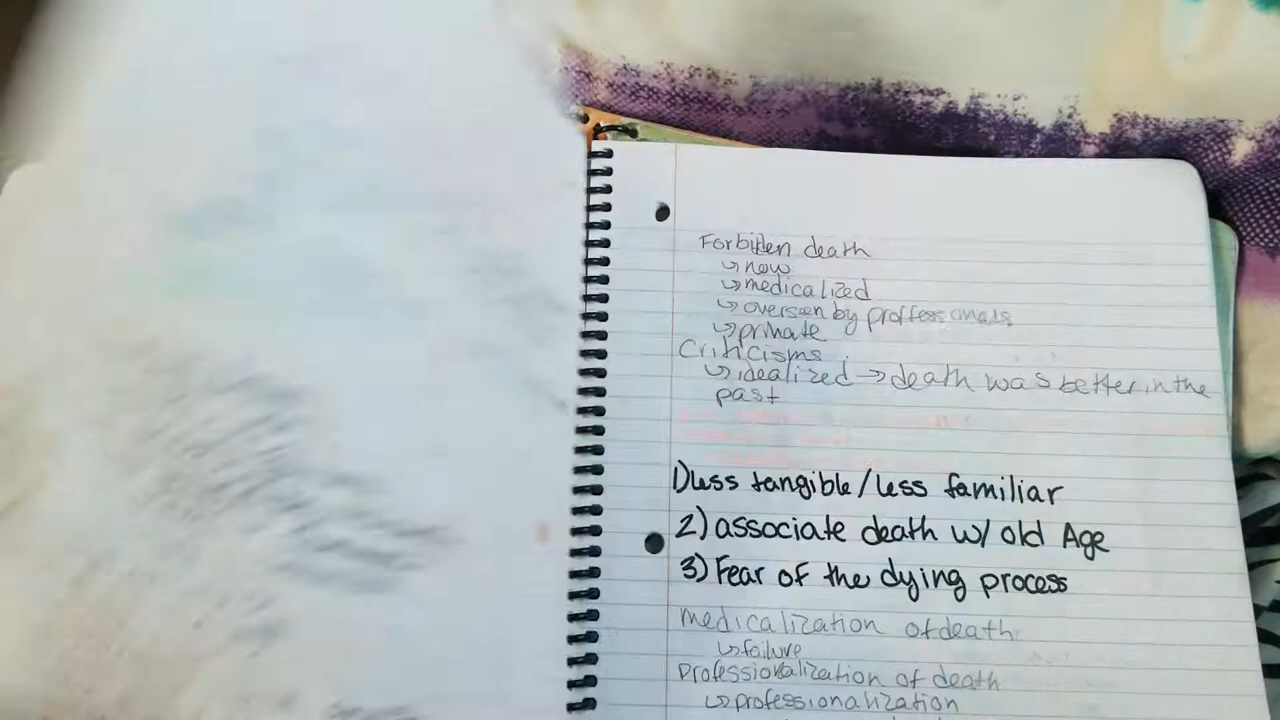 Forbidden death
↳ now
↳ medicalized
↳ overseen by proffessionals
↳ private
Criticisms
↳ idealized → death was better in the
past
1) less tangible/less familiar
2) associate death w/ old Age
3) Fear of the dying process
medicalization of death
↳ failure
Professionalization of death
↳ professionalization